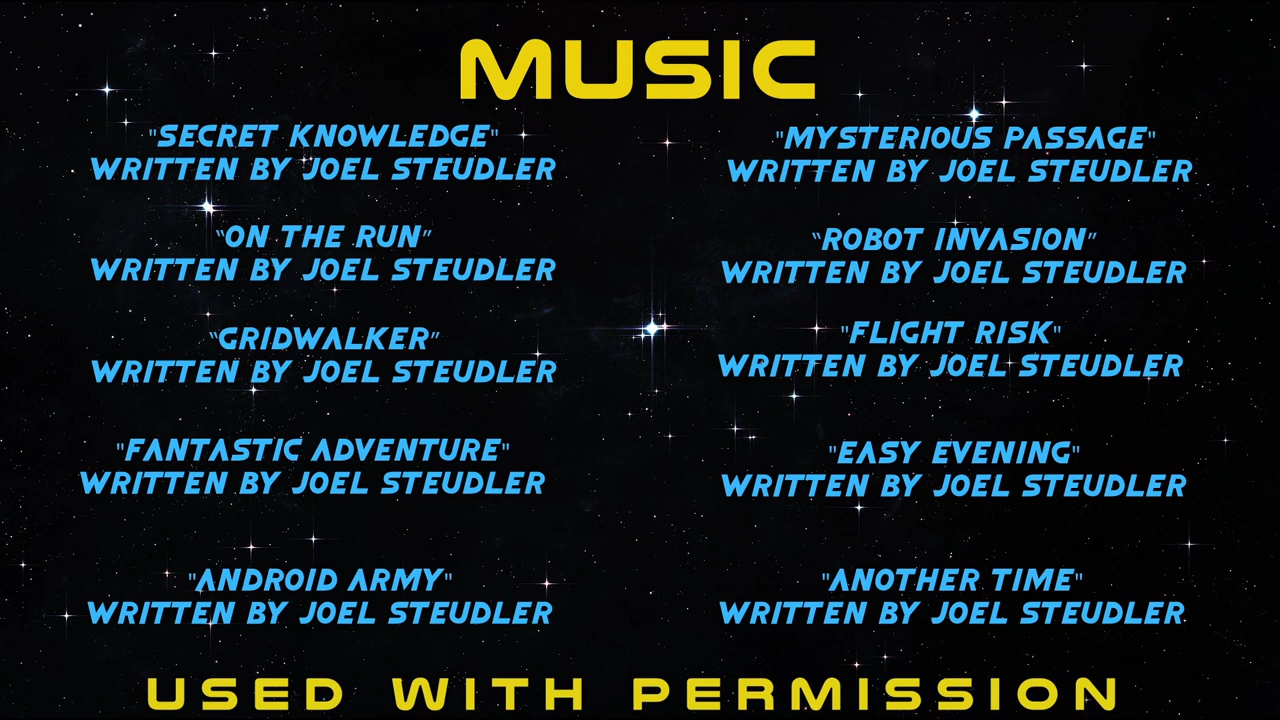 MUSIC
"SECRET KNOWLEDGE"
WRITTEN BY JOEL STEUDLER
"ON THE RUN"
WRITTEN BY JOEL STEUDLER
"GRIDWALKER"
WRITTEN BY JOEL STEUDLER
"FANTASTIC ADVENTURE"
WRITTEN BY JOEL STEUDLER
"ANDROID ARMY"
WRITTEN BY JOEL STEUDLER
"MYSTERIOUS PASSAGE"
WRITTEN BY JOEL STEUDLER
"ROBOT INVASION"
WRITTEN BY JOEL STEUDLER
"FLIGHT RISK"
WRITTEN BY JOEL STEUDLER
"EASY EVENING"
WRITTEN BY JOEL STEUDLER
"ANOTHER TIME"
WRITTEN BY JOEL STEUDLER
USED WITH PERMISSION